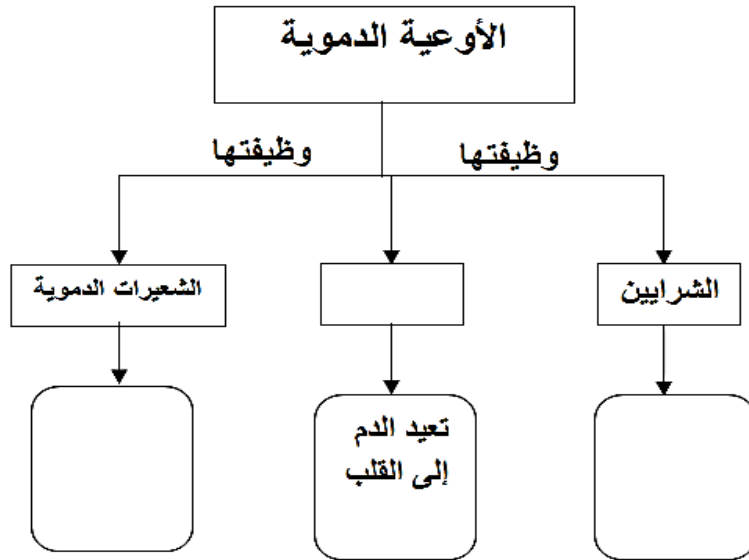 الأوعية الدموية
وظيفتها
وظيفتها
الشرايين
الشعيرات الدموية
تعيد الدم
إلى القلب